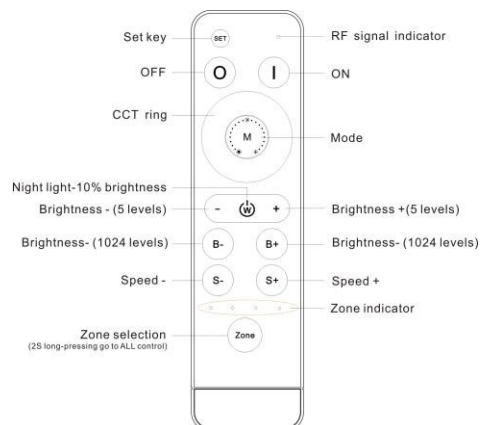 Set key
SET
RF signal indicator
OFF
O
I
ON
CCT ring
M
Mode
Night light-10% brightness
Brightness - (5 levels)
-
W
+
Brightness +(5 levels)
Brightness- (1024 levels)
B-
B+
Brightness- (1024 levels)
Speed -
S-
S+
Speed +
Zone indicator
Zone selection
(2S long-pressing go to ALL control)
Zone